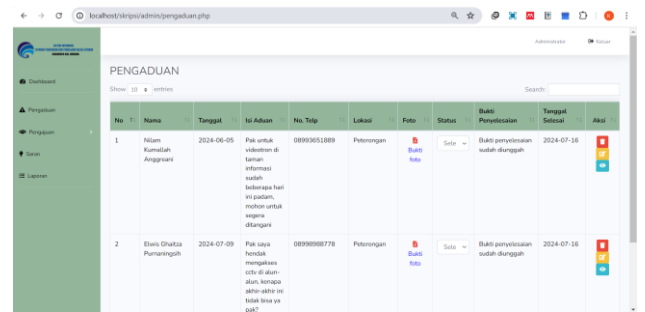 localhost/skripsi/admin/pengaduan.php
Administrator Keluar
Dashboard
Pengaduan
Pengajuan
Saran
Laporan
PENGADUAN
Show 10 entries
Search:
No Nama Tanggal Isi Aduan No. Telp Lokasi Foto Status Bukti Penyelesaian Tanggal Selesai Aksi
1 Nilam 2024-06-05 Pak untuk 08993651889 Peterongan Bukti Sele Bukti penyelesaian 2024-07-16
Kumallah videotron di foto sudah diunggah
Anggreani taman
informasi
sudah
beberapa hari
ini padam,
mohon untuk
segera
ditangani
2 Elwis Ghaitza 2024-07-09 Pak saya 08998988778 Peterongan Bukti Sele Bukti penyelesaian 2024-07-16
Purnaningsih hendak foto sudah diunggah
mengakses
cctv di alun-
alun, kenapa
akhir-akhir ini
tidak bisa ya
pak?